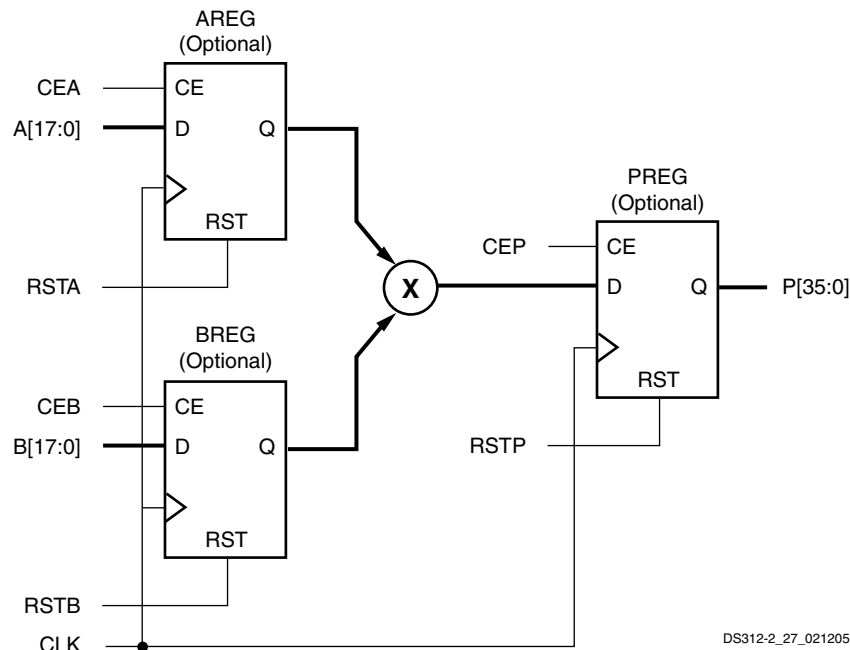 AREG
(Optional)
CEA
CE
A[17:0]
D
Q
RST
RSTA
BREG
(Optional)
CEB
CE
B[17:0]
D
Q
RST
RSTB
CLK
X
PREG
(Optional)
CEP
CE
D
Q
P[35:0]
RST
RSTP
DS312-2_27_021205